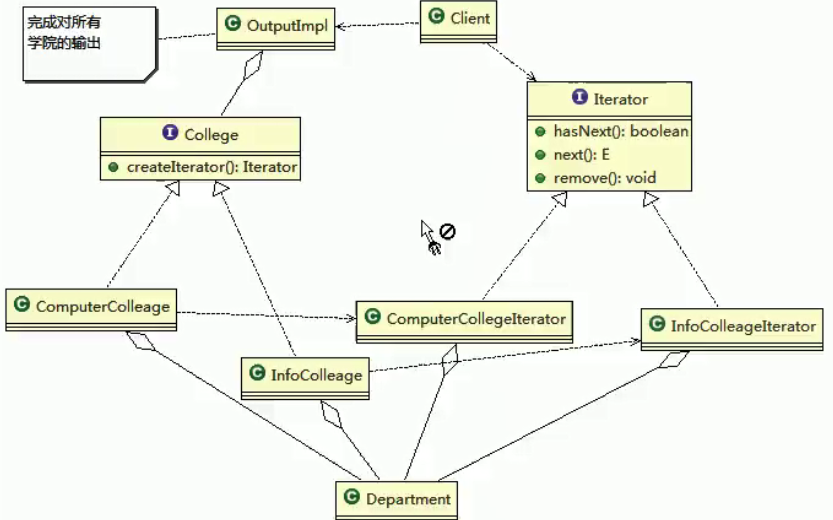 完成对所有
学院的输出
C OutputImpl
C Client
I Iterator
hasNext(): boolean
next(): E
remove(): void
I College
createIterator(): Iterator
C ComputerColleage
C ComputerCollegeIterator
C InfoColleageIterator
C InfoColleage
C Department